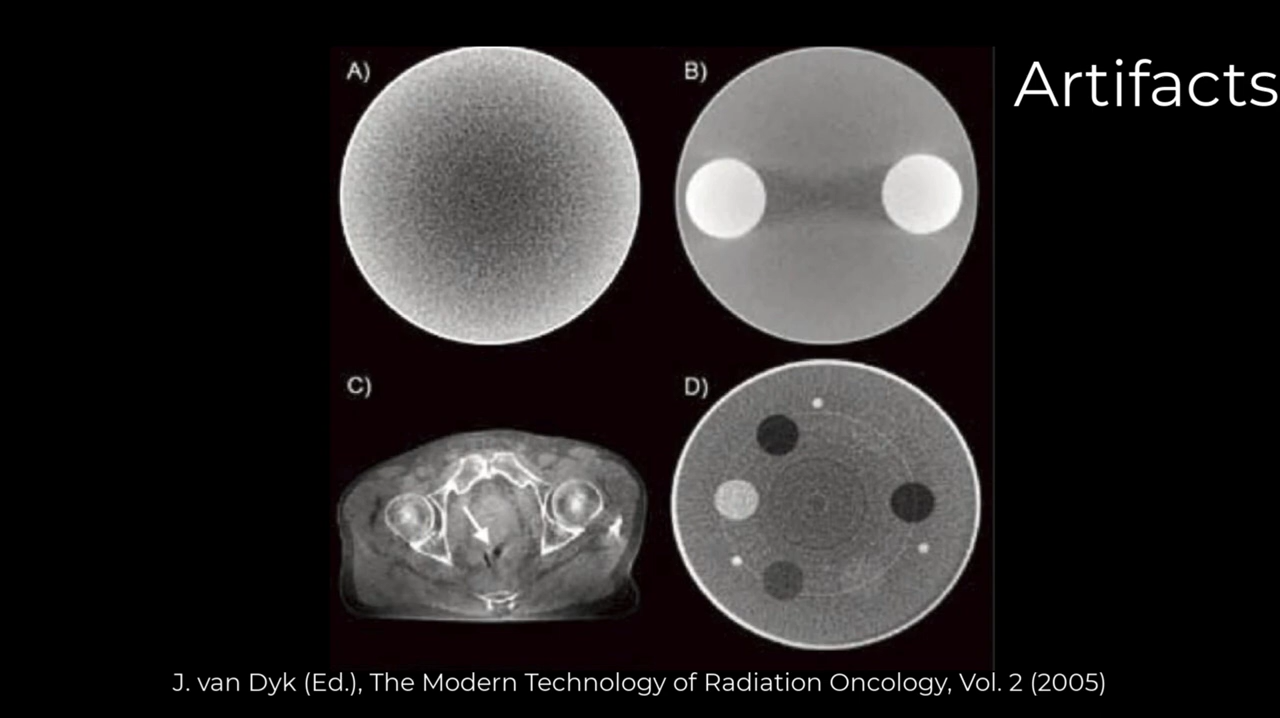 A)
B)
Artifacts
C)
D)
J. van Dyk (Ed.), The Modern Technology of Radiation Oncology, Vol. 2 (2005)